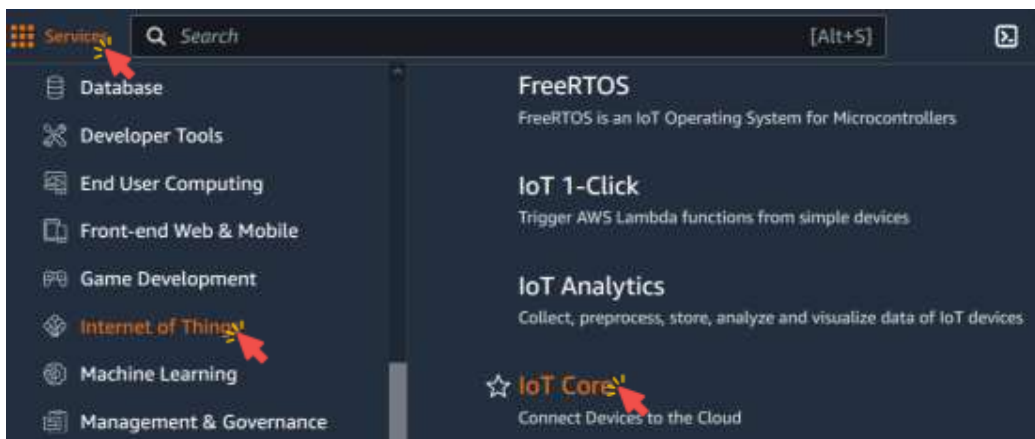 Services
Search [Alt+S]
Database
Developer Tools
End User Computing
Front-end Web & Mobile
Game Development
Internet of Things
Machine Learning
Management & Governance
FreeRTOS
FreeRTOS is an IoT Operating System for Microcontrollers
IoT 1-Click
Trigger AWS Lambda functions from simple devices
IoT Analytics
Collect, preprocess, store, analyze and visualize data of IoT devices
IoT Core
Connect Devices to the Cloud